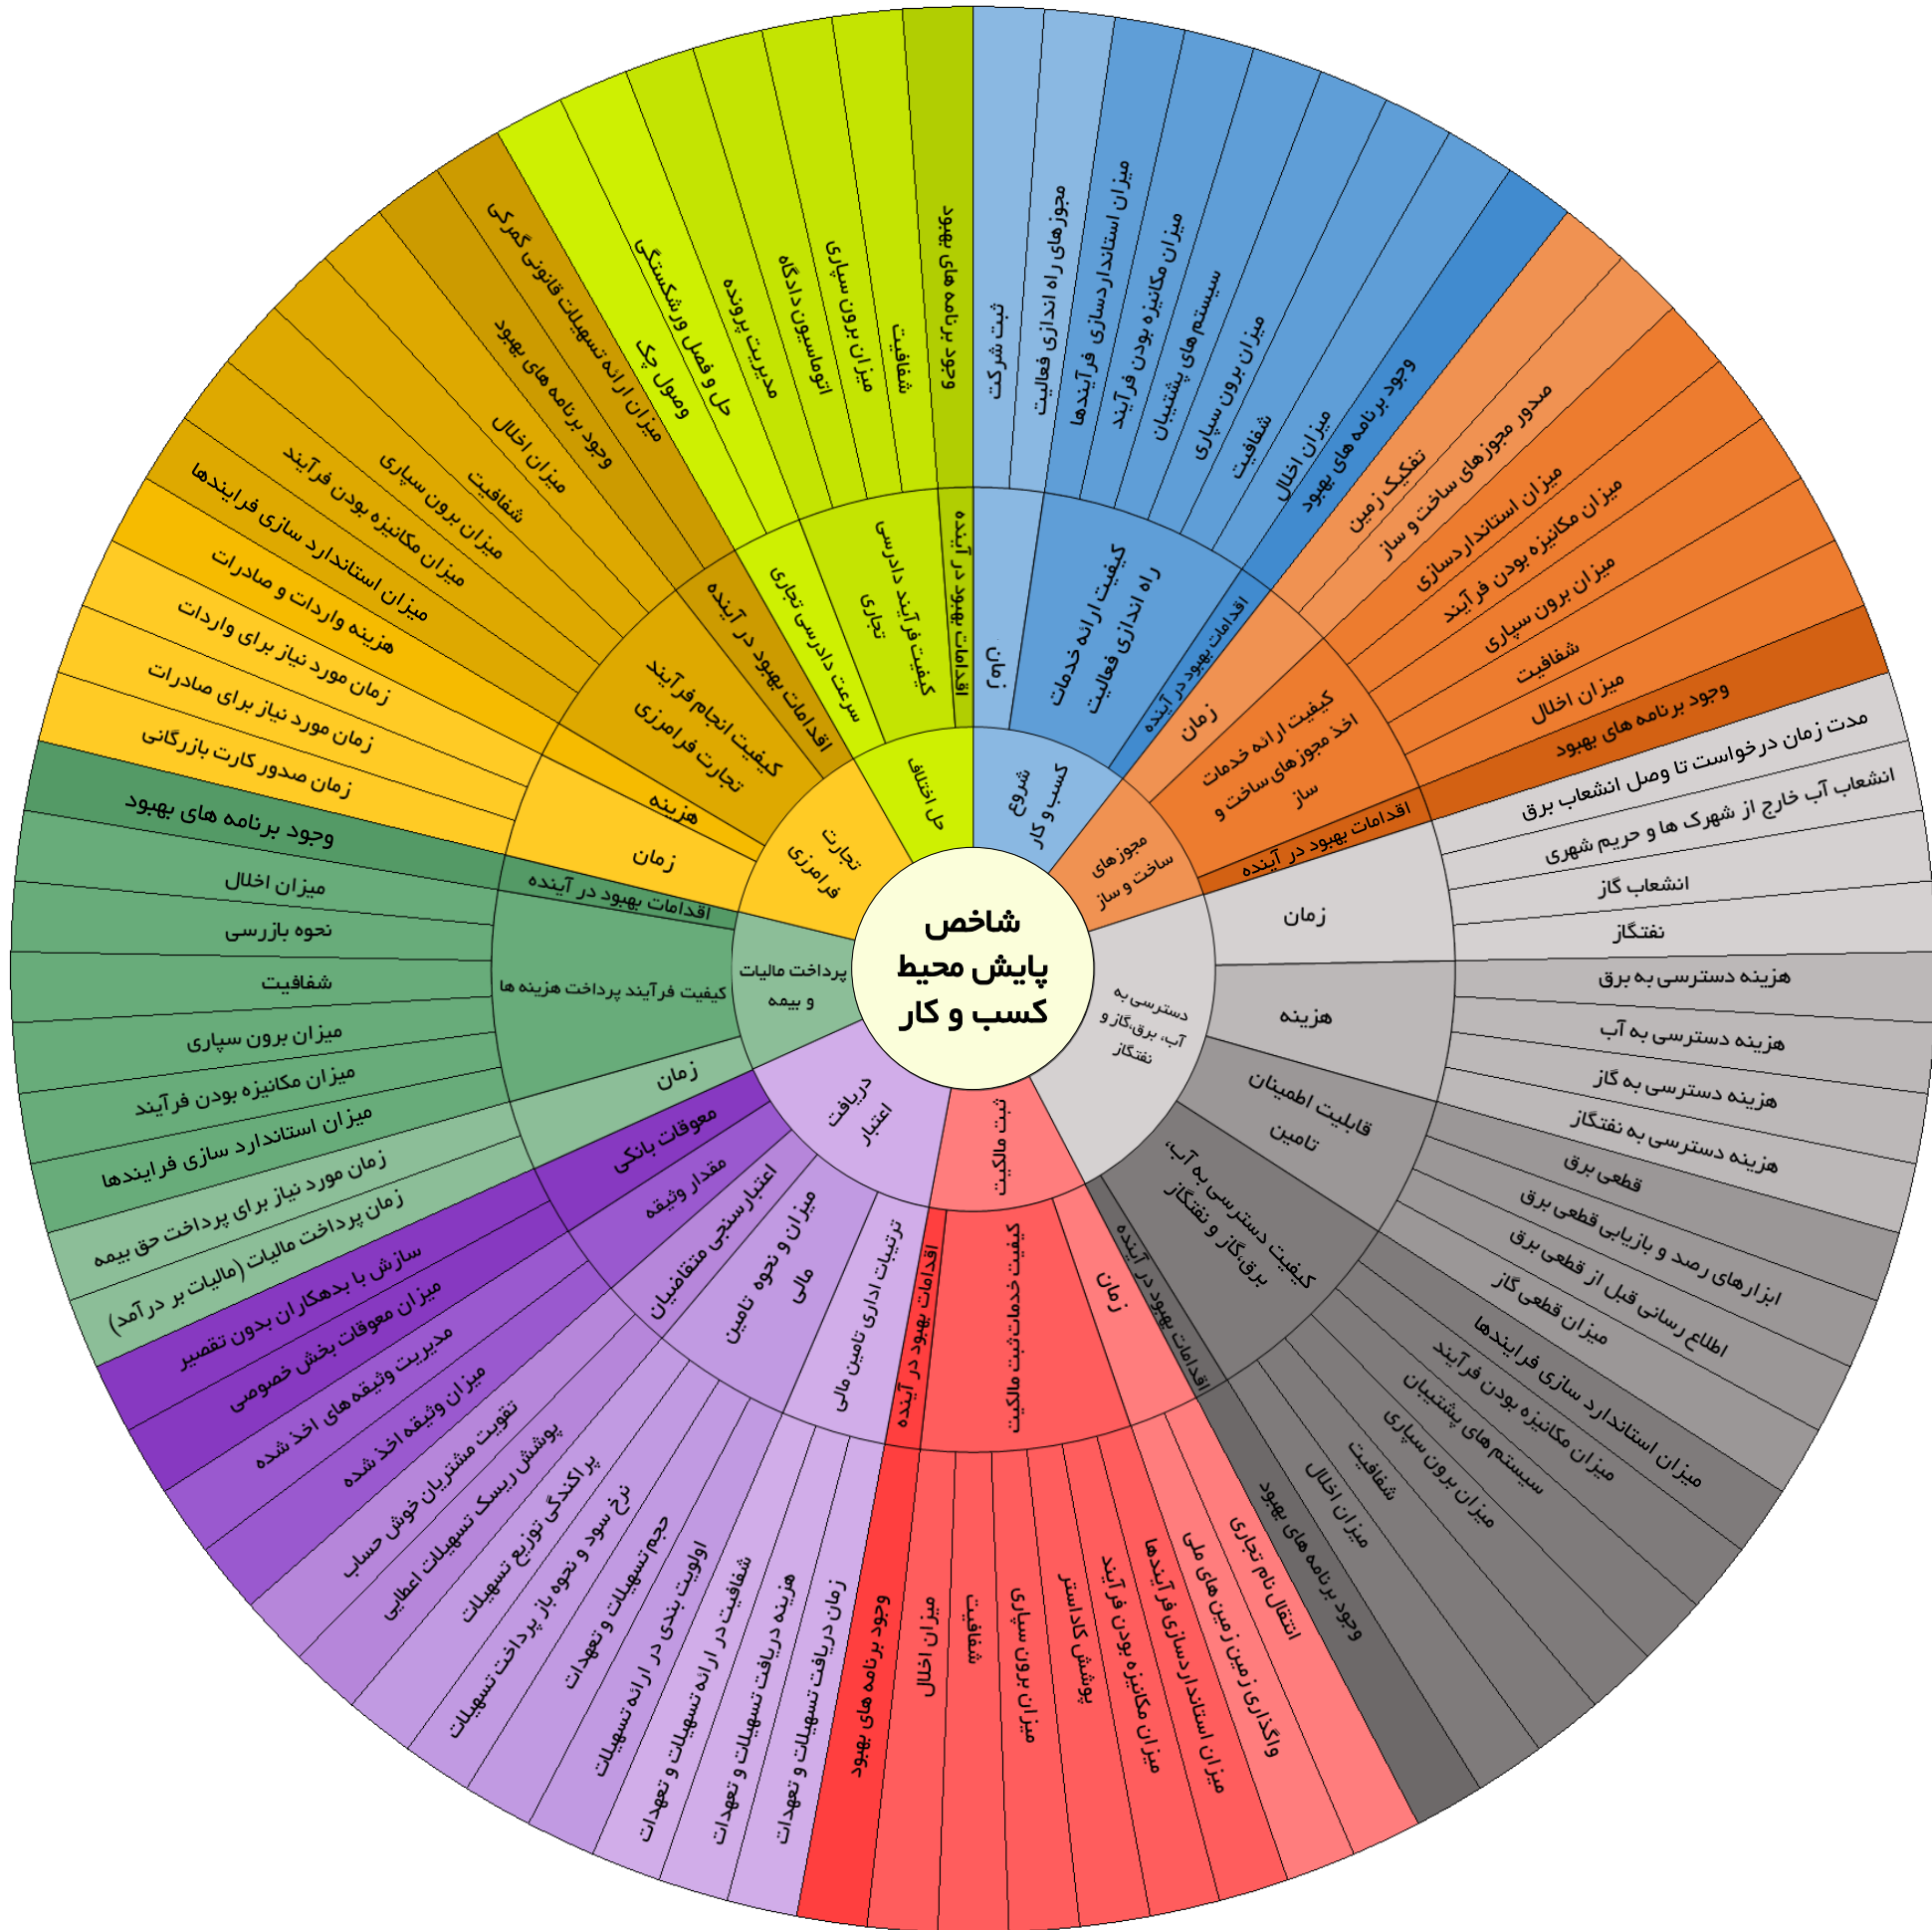 شاخص
پایش محیط
کسب و کار
شروع
کسب و کار
زمان
ثبت شرکت
مجوزهای راه اندازی فعالیت
کیفیت ارائه خدمات
راه اندازی فعالیت
میزان استانداردسازی فرآیندها
میزان مکانیزه بودن فرآیند
سیستم‌های پشتیبان
میزان برون سپاری
شفافیت
میزان اخلال
اقدامات بهبود در آینده
وجود برنامه های بهبود
مجوزهای
ساخت و ساز
زمان
تفکیک زمین
صدور مجوزهای ساخت و ساز
کیفیت ارائه خدمات
اخذ مجوزهای ساخت و
ساز
میزان استانداردسازی
میزان مکانیزه بودن فرآیند
میزان برون سپاری
شفافیت
میزان اخلال
اقدامات بهبود در آینده
وجود برنامه های بهبود
دسترسی به
آب، برق،گاز و
نفتگاز
زمان
مدت زمان درخواست تا وصل انشعاب برق
انشعاب آب خارج از شهرک ها و حریم شهری
انشعاب گاز
نفتگاز
هزینه
هزینه دسترسی به برق
هزینه دسترسی به آب
هزینه دسترسی به گاز
هزینه دسترسی به نفتگاز
قابلیت اطمینان
تامین
قطعی برق
ابزارهای رصد و بازیابی قطعی برق
اطلاع رسانی قبل از قطعی برق
میزان قطعی گاز
کیفیت دسترسی به آب،
برق،گاز و نفتگاز
میزان استاندارد سازی فرایندها
میزان مکانیزه بودن فرآیند
سیستم های پشتیبان
میزان برون سپاری
شفافیت
میزان اخلال
اقدامات بهبود در آینده
وجود برنامه های بهبود
ثبت مالکیت
زمان
انتقال نام تجاری
واگذاری زمین زمین های ملی
کیفیت خدمات ثبت مالکیت
میزان استانداردسازی فرآیندها
میزان مکانیزه بودن فرآیند
پوشش کاداستر
میزان برون سپاری
شفافیت
میزان اخلال
اقدامات بهبود در آینده
وجود برنامه های بهبود
دریافت
اعتبار
ترتیبات اداری تامین مالی
زمان دریافت تسهیلات و تعهدات
هزینه دریافت تسهیلات و تعهدات
شفافیت در ارائه تسهیلات و تعهدات
میزان و نحوه تامین
مالی
اولویت بندی در ارائه تسهیلات
حجم تسهیلات و تعهدات
نرخ سود و نحوه باز پرداخت تسهیلات
پراکندگی توزیع تسهیلات
اعتبارسنجی متقاضیان
پوشش ریسک تسهیلات اعطایی
تقویت مشتریان خوش حساب
مقدار وثیقه
میزان وثیقه اخذ شده
مدیریت وثیقه های اخذ شده
معوقات بانکی
میزان معوقات بخش خصوصی
سازش با بدهکاران بدون تقصیر
پرداخت مالیات
و بیمه
زمان
زمان پرداخت مالیات (مالیات بر درآمد)
زمان مورد نیاز برای پرداخت حق بیمه
کیفیت فرآیند پرداخت هزینه ها
میزان استاندارد سازی فرایندها
میزان مکانیزه بودن فرآیند
میزان برون سپاری
شفافیت
نحوه بازرسی
میزان اخلال
اقدامات بهبود در آینده
وجود برنامه های بهبود
تجارت
فرامرزی
زمان
زمان صدور کارت بازرگانی
زمان مورد نیاز برای صادرات
زمان مورد نیاز برای واردات
هزینه
هزینه واردات و صادرات
کیفیت انجام فرآیند
تجارت فرامرزی
میزان استاندارد سازی فرایندها
میزان مکانیزه بودن فرآیند
میزان برون سپاری
شفافیت
میزان اخلال
اقدامات بهبود در آینده
وجود برنامه های بهبود
میزان ارائه تسهیلات قانونی گمرکی
حل اختلاف
سرعت دادرسی تجاری
وصول چک
حل و فصل ورشکستگی
کیفیت فرآیند دادرسی
تجاری
مدیریت پرونده
اتوماسیون دادگاه
میزان برون سپاری
شفافیت
اقدامات بهبود در آینده
وجود برنامه های بهبود